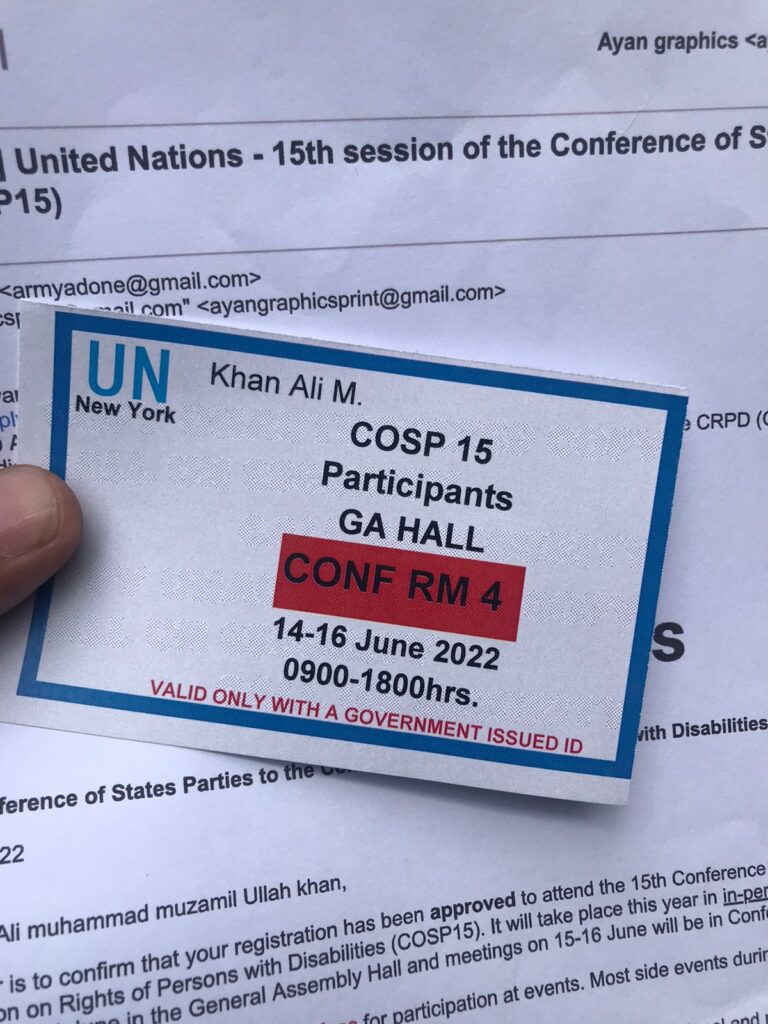 Ayan graphics <a
United Nations - 15th session of the Conference of S
P15)
<armyadone@gmail.com>
.com" <ayangraphicsprint@gmail.com>
UN
New York
Khan Ali M.
COSP 15
Participants
GA HALL
CONF RM 4
14-16 June 2022
0900-1800hrs.
VALID ONLY WITH A GOVERNMENT ISSUED ID
CRPD (
s
with Disabilities
ference of States Parties to the
22
Ali muhammad muzamil Ullah khan,
is to confirm that your registration has been approved to attend the 15th Conference
on on Rights of Persons with Disabilities (COSP15). It will take place this year in in-per
in the General Assembly Hall and meetings on 15-16 June will be in Conf
for participation at events. Most side events durin